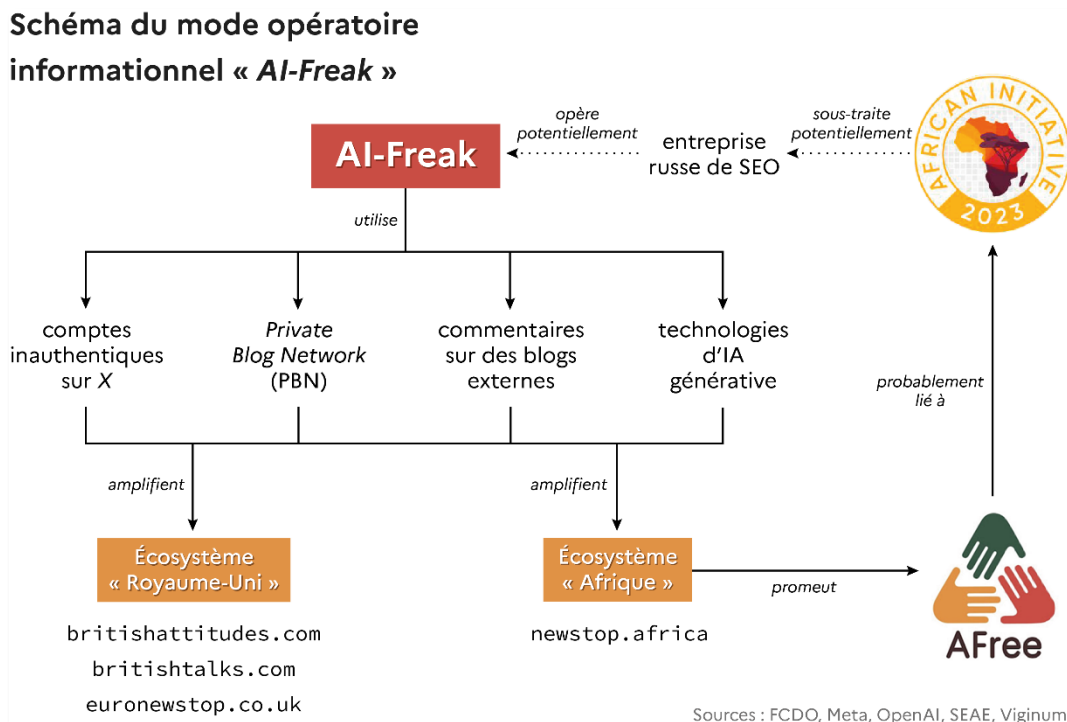 Schéma du mode opératoire
informationnel « AI-Freak »
AI-Freak
opère
potentiellement
entreprise
russe de SEO
sous-traite
potentiellement
AFRICAN INITIATIVE
2023
utilise
comptes
inauthentiques
sur X
Private
Blog Network
(PBN)
commentaires
sur des blogs
externes
technologies
d'IA
générative
probablement
lié à
amplifient
amplifient
Écosystème
« Royaume-Uni »
Écosystème
« Afrique »
promeut
AFree
britishattitudes.com
britishtalks.com
euronewstop.co.uk
newstop.africa
Sources : FCDO, Meta, OpenAI, SEAE, Viginum